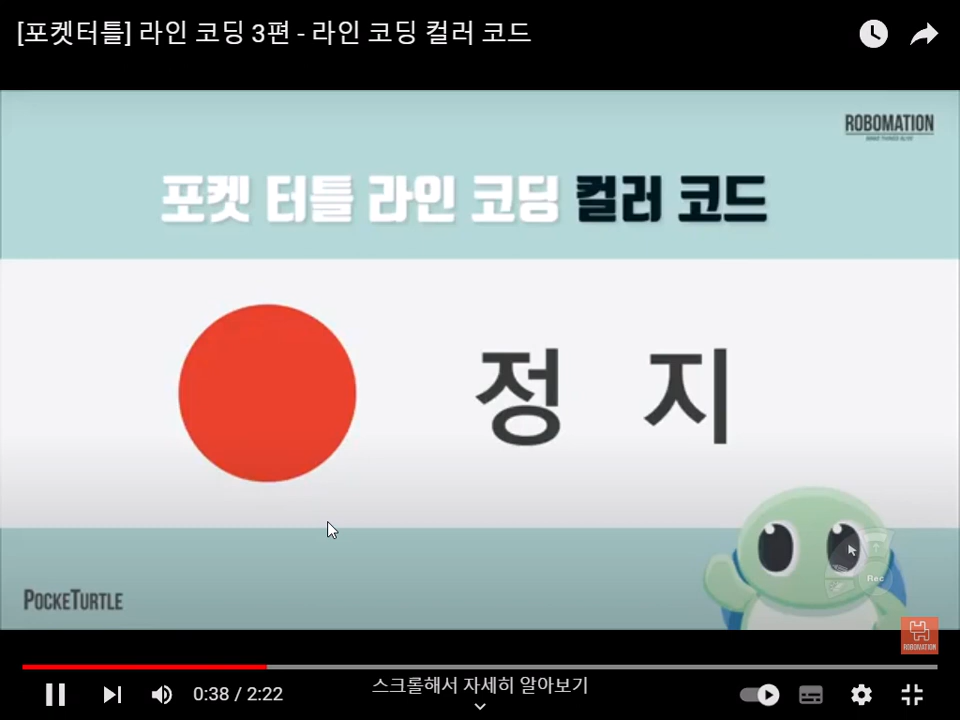 [포켓터틀] 라인 코딩 3편 - 라인 코딩 컬러 코드
ROBOMATION
포켓 터틀 라인 코딩 컬러 코드
정 지
Rec
POCKETURTLE
ROBOMATION
0:38 / 2:22
스크롤해서 자세히 알아보기